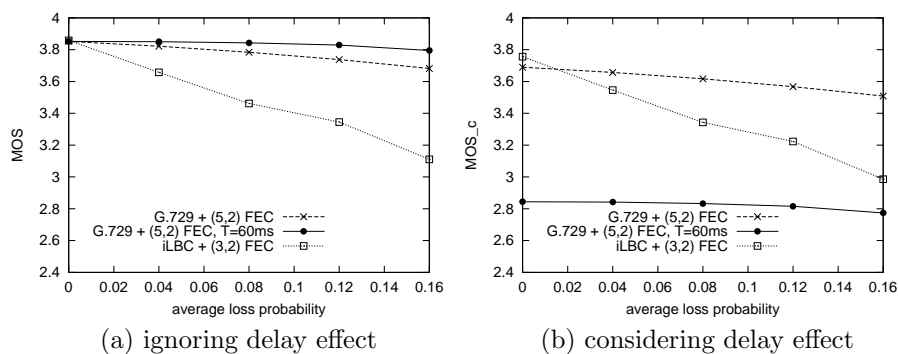 4
3.8
3.6
3.4
3.2
3
2.8
2.6
2.4
MOS
G.729 + (5,2) FEC
G.729 + (5,2) FEC, T=60ms
iLBC + (3,2) FEC
0 0.02 0.04 0.06 0.08 0.1 0.12 0.14 0.16
average loss probability
(a) ignoring delay effect
4
3.8
3.6
3.4
3.2
3
2.8
2.6
2.4
MOS_c
G.729 + (5,2) FEC
G.729 + (5,2) FEC, T=60ms
iLBC + (3,2) FEC
0 0.02 0.04 0.06 0.08 0.1 0.12 0.14 0.16
average loss probability
(b) considering delay effect